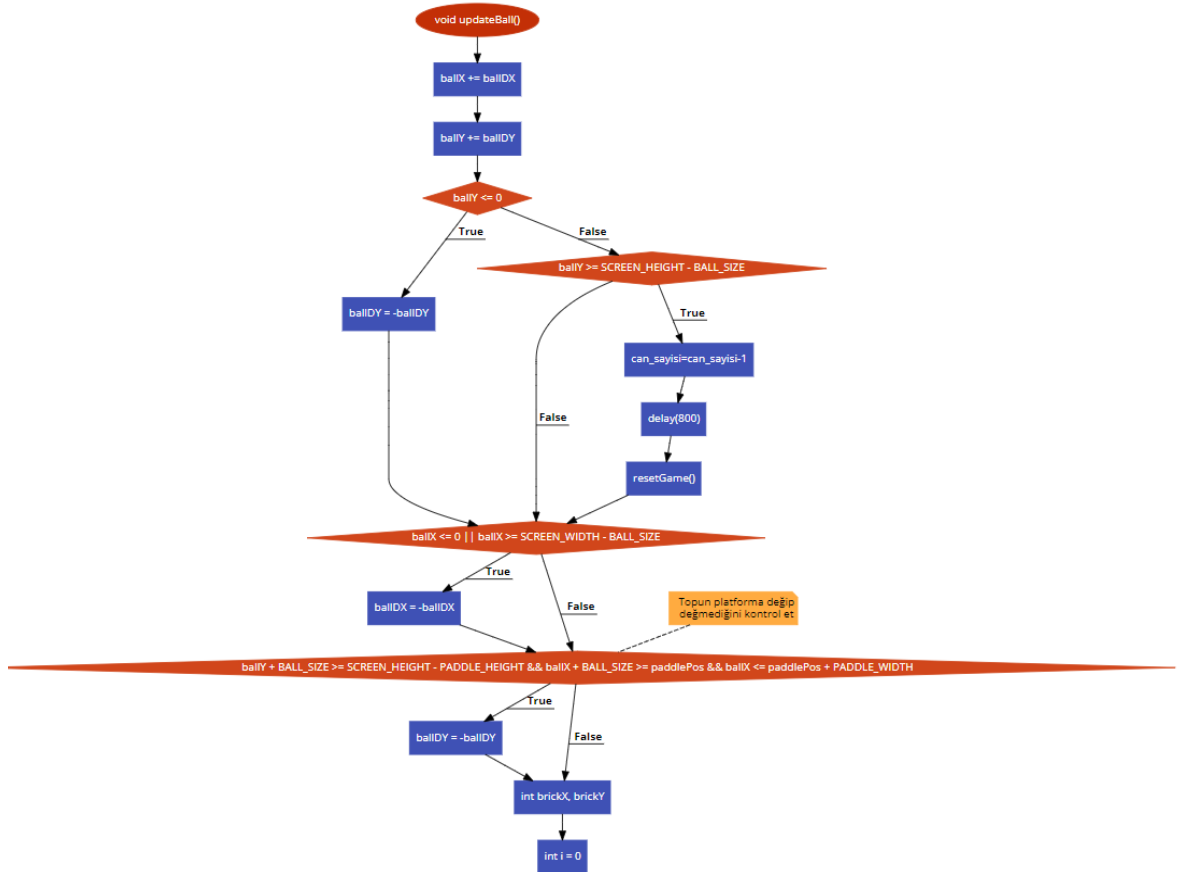 void updateBall()
ballX += ballDX
ballY += ballDY
ballY <= 0
True
False
ballY >= SCREEN_HEIGHT - BALL_SIZE
ballDY = -ballDY
True
can_sayisi=can_sayisi-1
delay(800)
False
resetGame()
ballX <= 0 || ballX >= SCREEN_WIDTH - BALL_SIZE
True
ballDX = -ballDX
False
Topun platforma değip
değmediğini kontrol et
ballY + BALL_SIZE >= SCREEN_HEIGHT - PADDLE_HEIGHT && ballX + BALL_SIZE >= paddlePos && ballX <= paddlePos + PADDLE_WIDTH
True
ballDY = -ballDY
False
int brickX, brickY
int i = 0